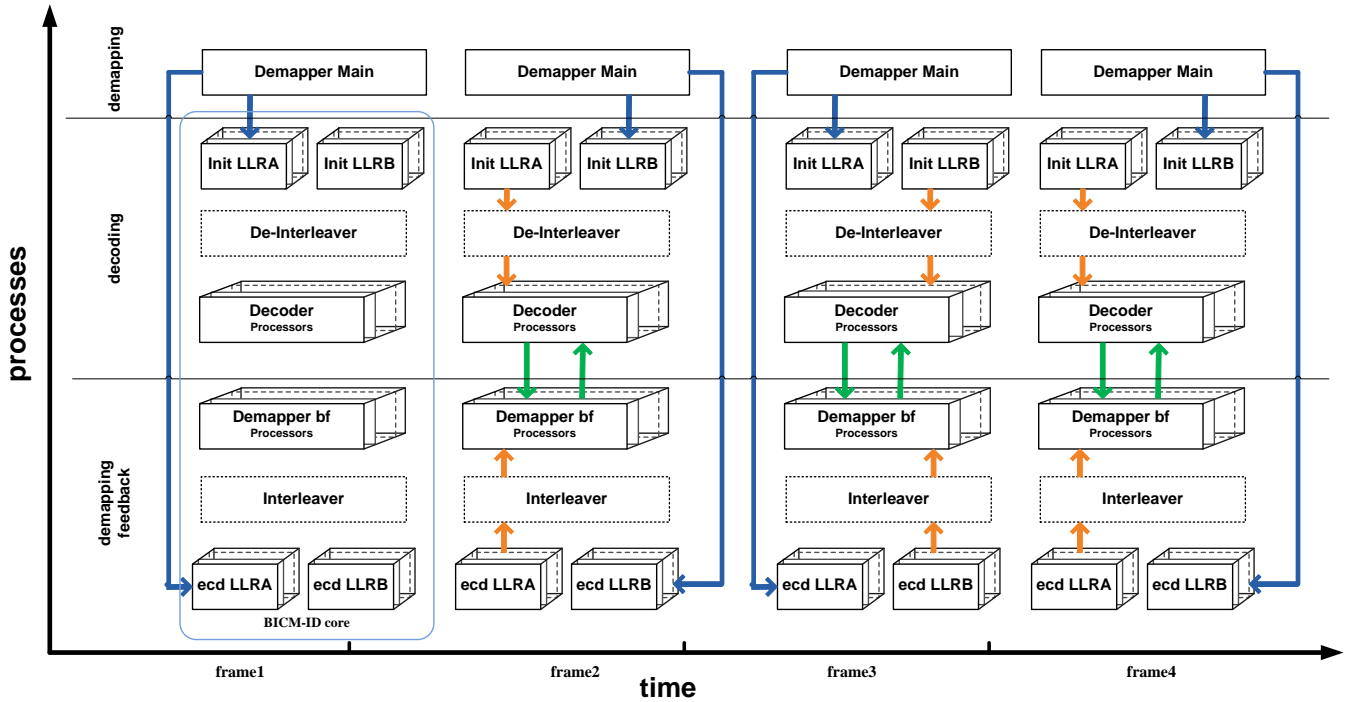 processes
demapping
decoding
demapping
feedback
Demapper Main
Demapper Main
Demapper Main
Demapper Main
Init LLRA
Init LLRB
Init LLRA
Init LLRB
Init LLRA
Init LLRB
Init LLRA
Init LLRB
De-Interleaver
De-Interleaver
De-Interleaver
De-Interleaver
Decoder
Processors
Decoder
Processors
Decoder
Processors
Decoder
Processors
Demapper bf
Processors
Demapper bf
Processors
Demapper bf
Processors
Demapper bf
Processors
Interleaver
Interleaver
Interleaver
Interleaver
ecd LLRA
ecd LLRB
ecd LLRA
ecd LLRB
ecd LLRA
ecd LLRB
ecd LLRA
ecd LLRB
BICM-ID core
frame1
frame2
frame3
frame4
time